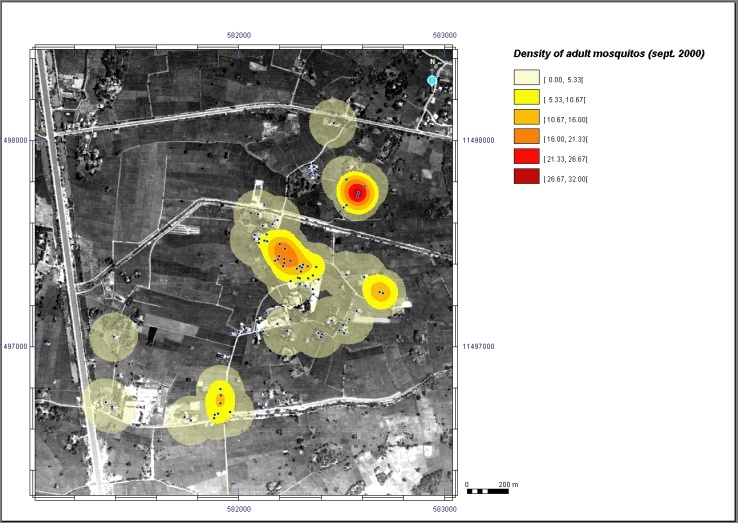 582000 583000
Density of adult mosquitos (sept. 2000)
N
[ 0.00, 5.33[
[ 5.33, 10.67[
[10.67, 16.00[
[16.00, 21.33[
[21.33, 26.67[
[26.67, 32.00[
498000 11498000
497000 11497000
0 200 m
582000 583000